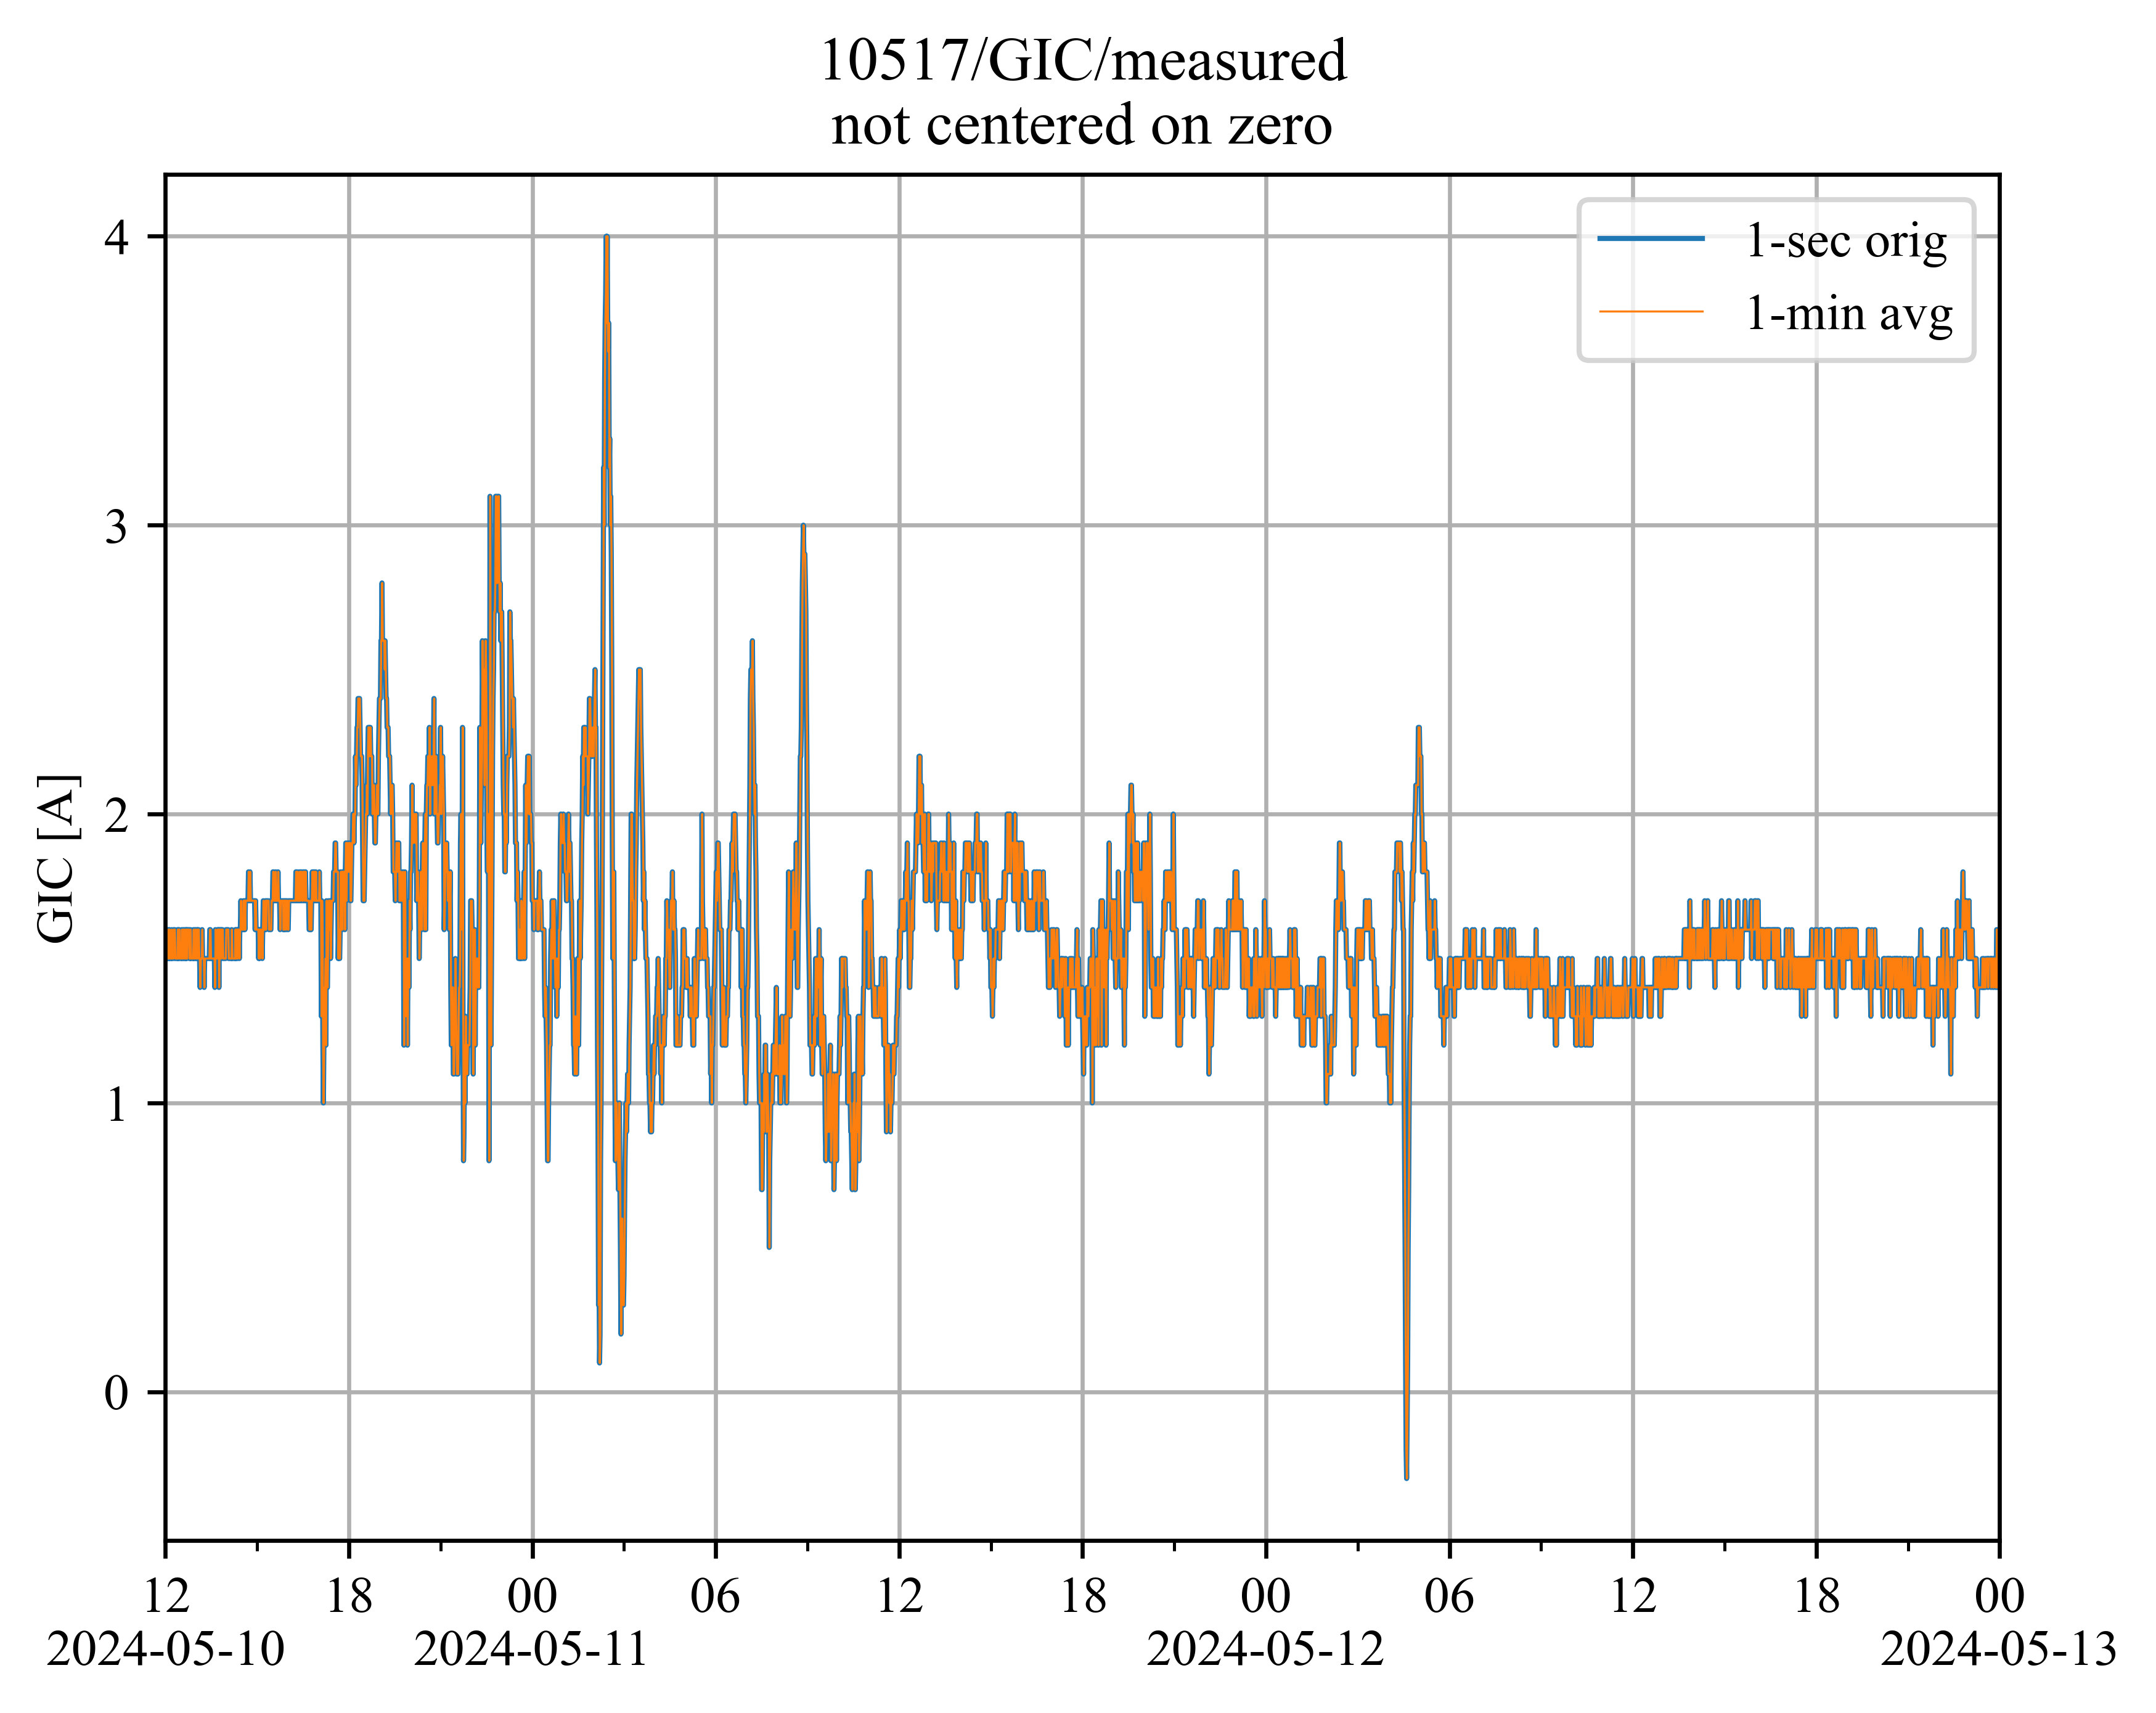 10517/GIC/measured
not centered on zero
1-sec orig
1-min avg
GIC [A]
4
3
2
1
0
12 18 00 06 12 18 00 06 12 18 00
2024-05-10 2024-05-11 2024-05-12 2024-05-13